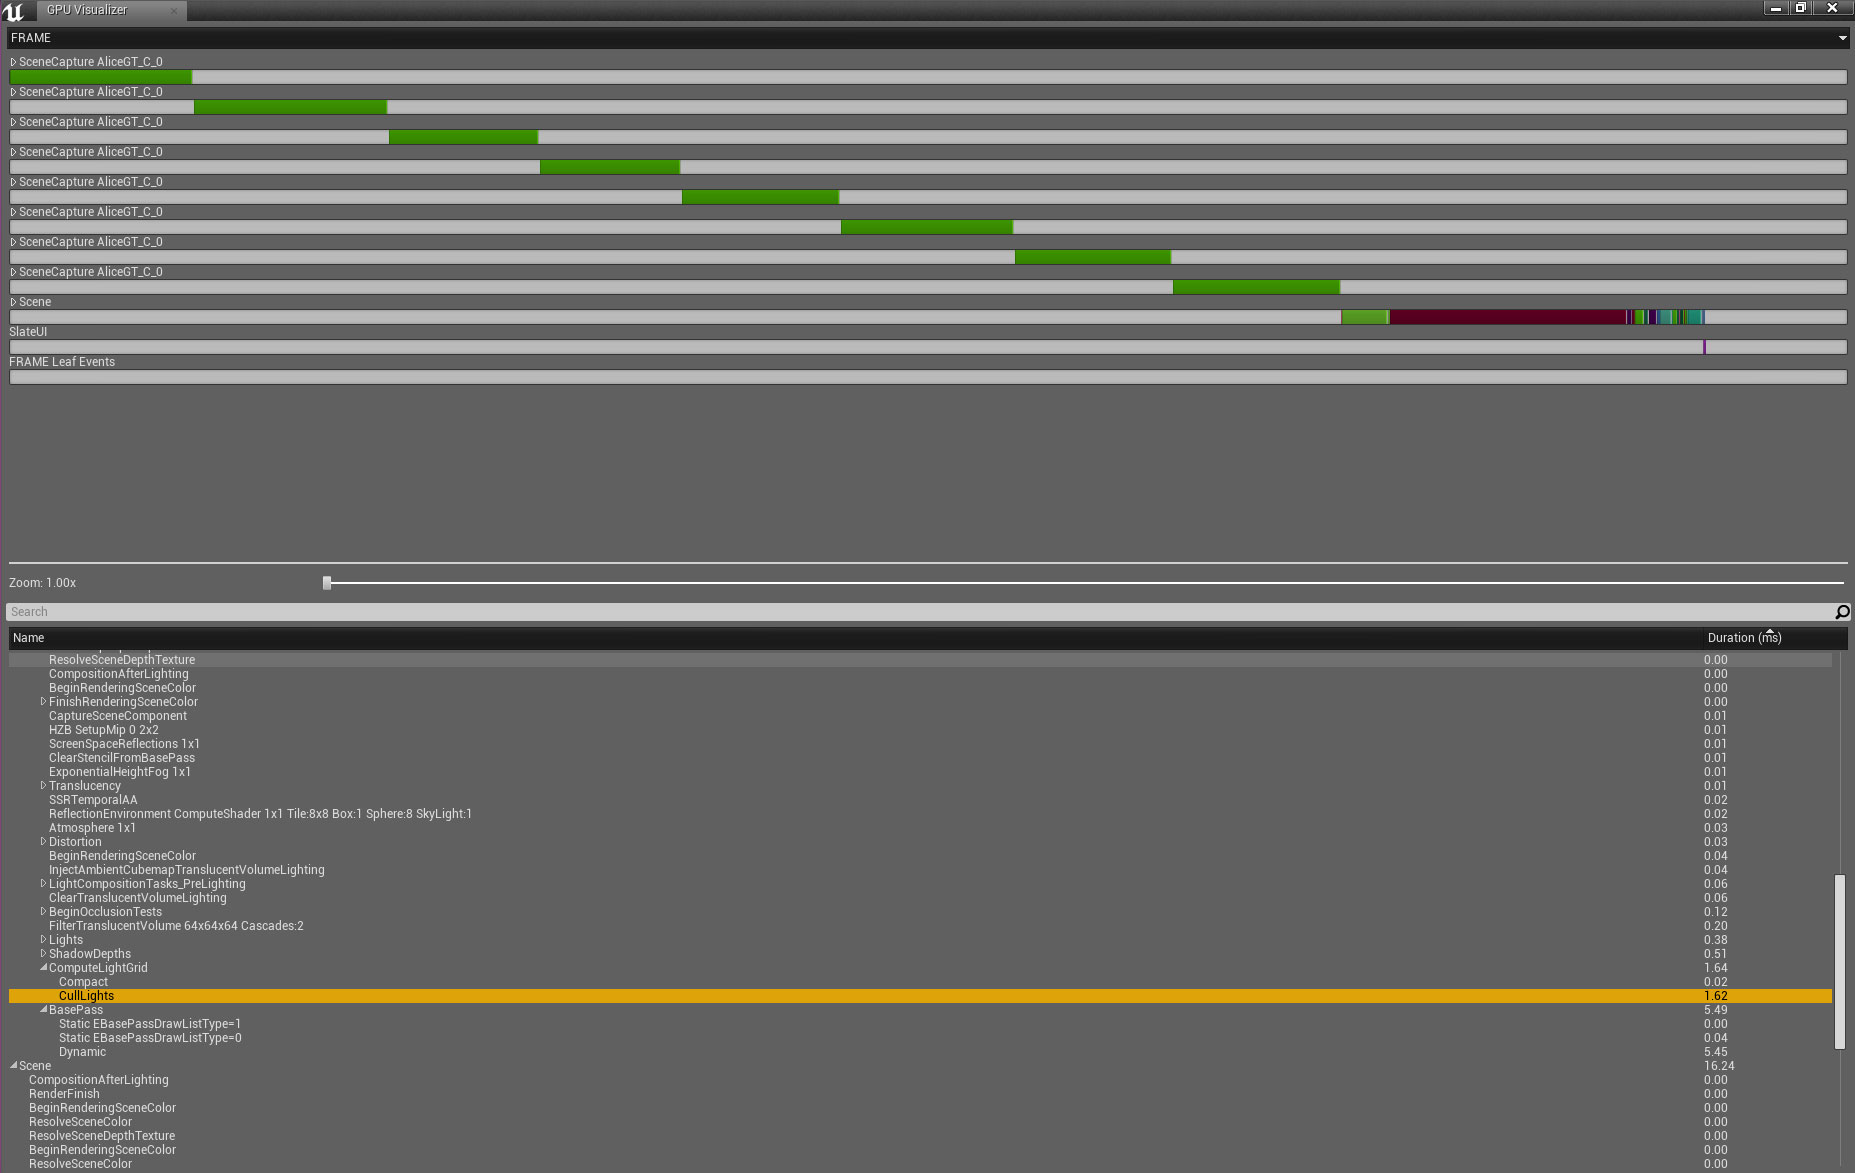 GPU Visualizer
FRAME
SceneCapture AliceGT_C_0
SceneCapture AliceGT_C_0
SceneCapture AliceGT_C_0
SceneCapture AliceGT_C_0
SceneCapture AliceGT_C_0
SceneCapture AliceGT_C_0
SceneCapture AliceGT_C_0
SceneCapture AliceGT_C_0
Scene
SlateUI
FRAME Leaf Events
Zoom: 1.00x
Search
Name Duration (ms)
ResolveSceneDepthTexture 0.00
CompositionAfterLighting 0.00
BeginRenderingSceneColor 0.00
FinishRenderingSceneColor 0.00
CaptureSceneComponent 0.01
HZB SetupMip 0 2x2 0.01
ScreenSpaceReflections 1x1 0.01
ClearStencilFromBasePass 0.01
ExponentialHeightFog 1x1 0.01
Translucency 0.01
SSRTemporalAA 0.02
ReflectionEnvironment ComputeShader 1x1 Tile:8x8 Box:1 Sphere:8 SkyLight:1 0.02
Atmosphere 1x1 0.03
Distortion 0.03
BeginRenderingSceneColor 0.04
InjectAmbientCubemapTranslucentVolumeLighting 0.04
LightCompositionTasks_PreLighting 0.06
ClearTranslucentVolumeLighting 0.06
BeginOcclusionTests 0.12
FilterTranslucentVolume 64x64x64 Cascades:2 0.20
Lights 0.38
ShadowDepths 0.51
ComputeLightGrid 1.64
Compact 0.02
CullLights 1.62
BasePass 5.49
Static EBasePassDrawListType=1 0.00
Static EBasePassDrawListType=0 0.04
Dynamic 5.45
Scene 16.24
CompositionAfterLighting 0.00
RenderFinish 0.00
BeginRenderingSceneColor 0.00
ResolveSceneColor 0.00
ResolveSceneDepthTexture 0.00
BeginRenderingSceneColor 0.00
ResolveSceneColor 0.00